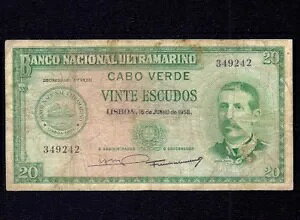 BANCO NACIONAL ULTRAMARINO
20
CABO VERDE
349242
VINTE ESCUDOS
LISBOA, 16 DE JUNHO DE 1958
349242
20
20